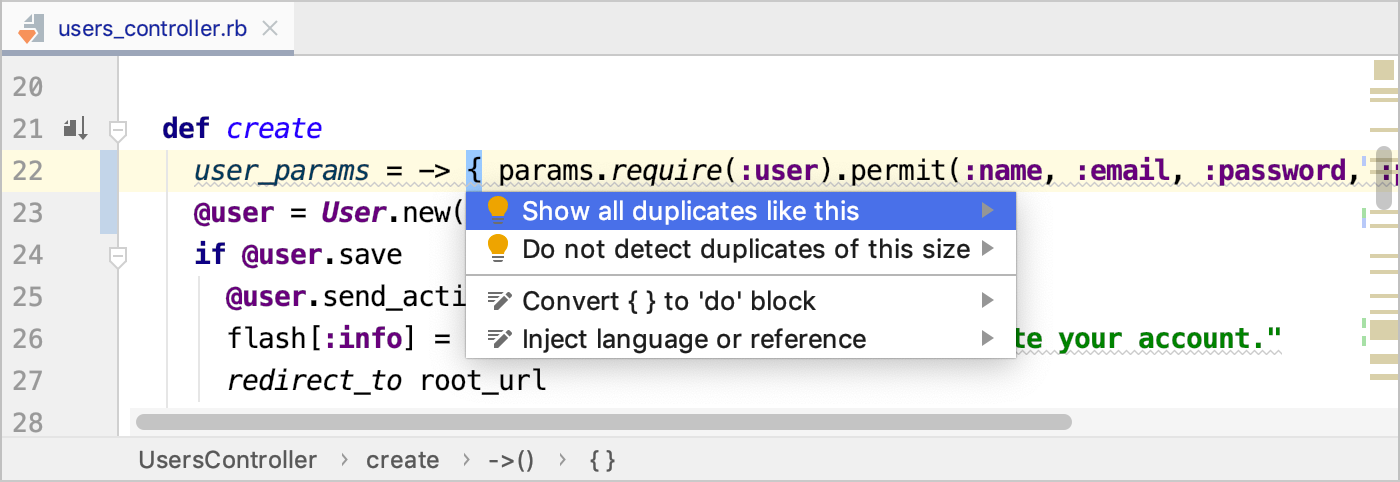 users_controller.rb
20
21 def create
22 user_params = -> { params.require(:user).permit(:name, :email, :password,
23 @user = User.new(
Show all duplicates like this
24 if @user.save
Do not detect duplicates of this size
25 @user.send_acti
Convert { } to 'do' block
26 flash[:info] = your account."
Inject language or reference
27 redirect_to root_url
28
UsersController › create › ->() › { }